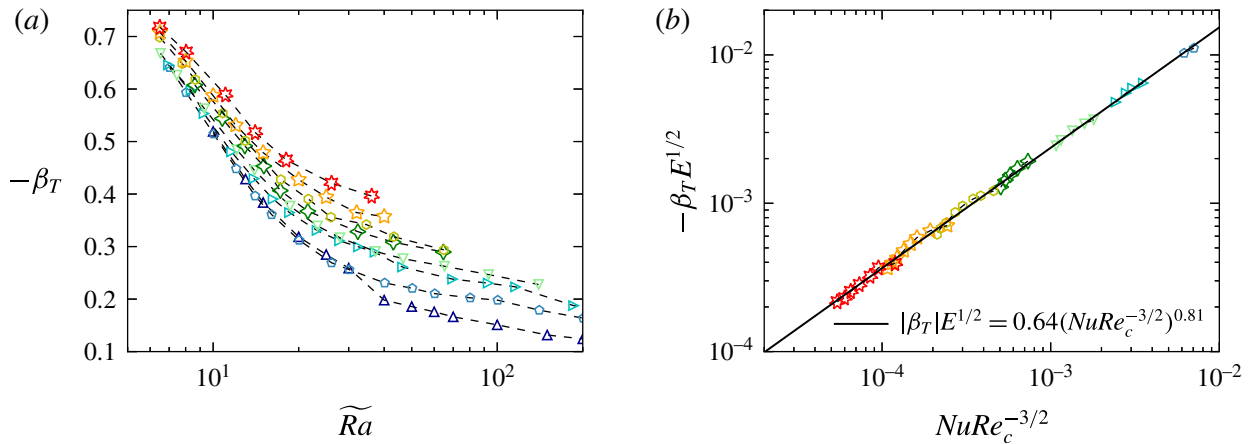 (a)
0.7
0.6
0.5
0.4
0.3
0.2
0.1
−β_T
10^1
10^2
\widetilde{Ra}
(b)
10^{−2}
10^{−3}
10^{−4}
−β_T E^{1/2}
|β_T|E^{1/2} = 0.64(NuRe_c^{−3/2})^{0.81}
10^{−4}
10^{−3}
10^{−2}
NuRe_c^{−3/2}